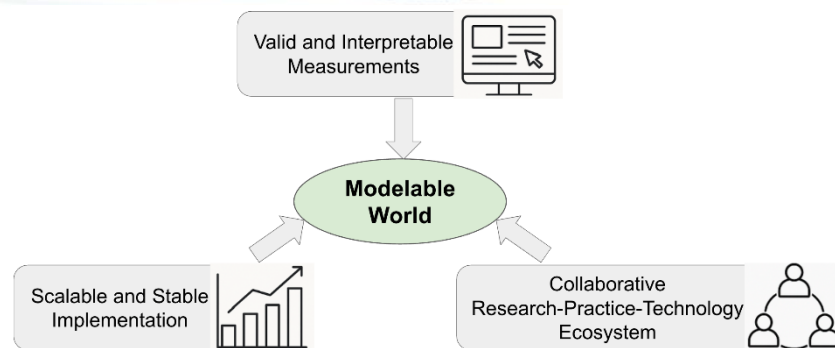 Valid and Interpretable
Measurements
Modelable
World
Scalable and Stable
Implementation
Collaborative
Research-Practice-Technology
Ecosystem